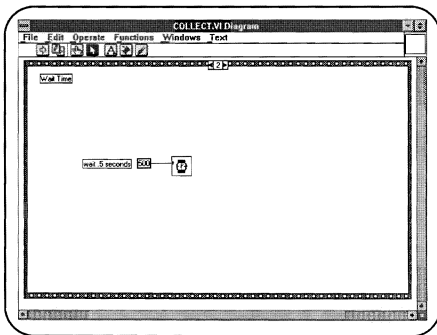 COLLECT.VI Diagram
File Edit Operate Functions Windows Text
2
Wait Time
wait .5 seconds 500